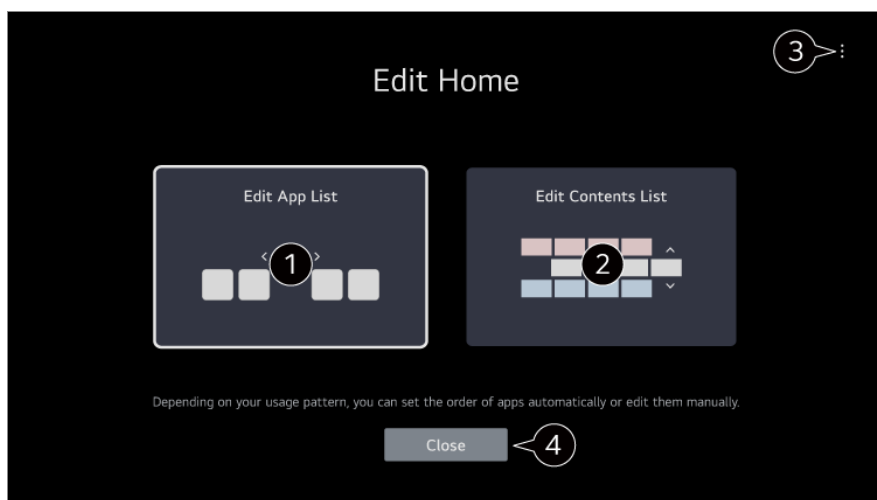 3
Edit Home
Edit App List
Edit Contents List
1
2
Depending on your usage pattern, you can set the order of apps automatically or edit them manually.
Close
4